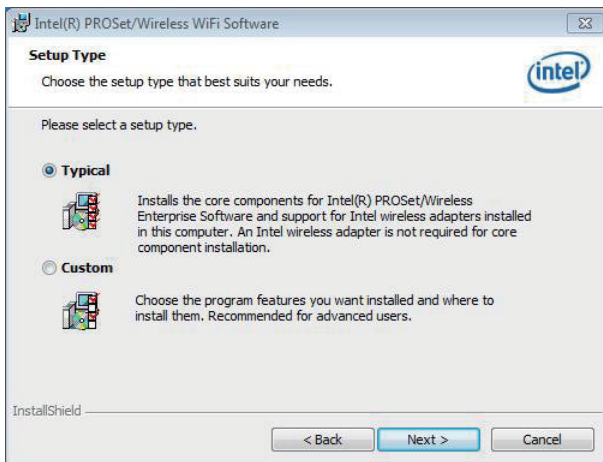 Intel(R) PROSet/Wireless WiFi Software
Setup Type
Choose the setup type that best suits your needs.
intel
Please select a setup type.
Typical
Installs the core components for Intel(R) PROSet/Wireless
Enterprise Software and support for Intel wireless adapters installed
in this computer. An Intel wireless adapter is not required for core
component installation.
Custom
Choose the program features you want installed and where to
install them. Recommended for advanced users.
InstallShield
< Back Next > Cancel